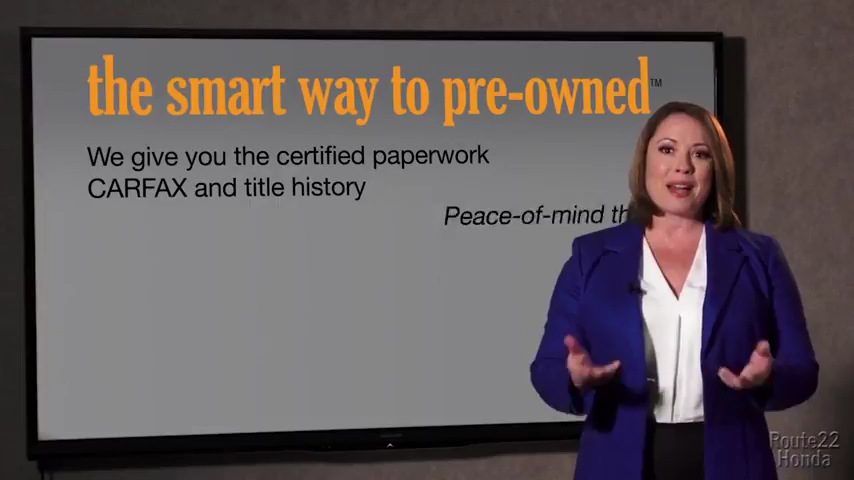 the smart way to pre-owned™
We give you the certified paperwork
CARFAX and title history
Peace-of-mind
Route22
Honda